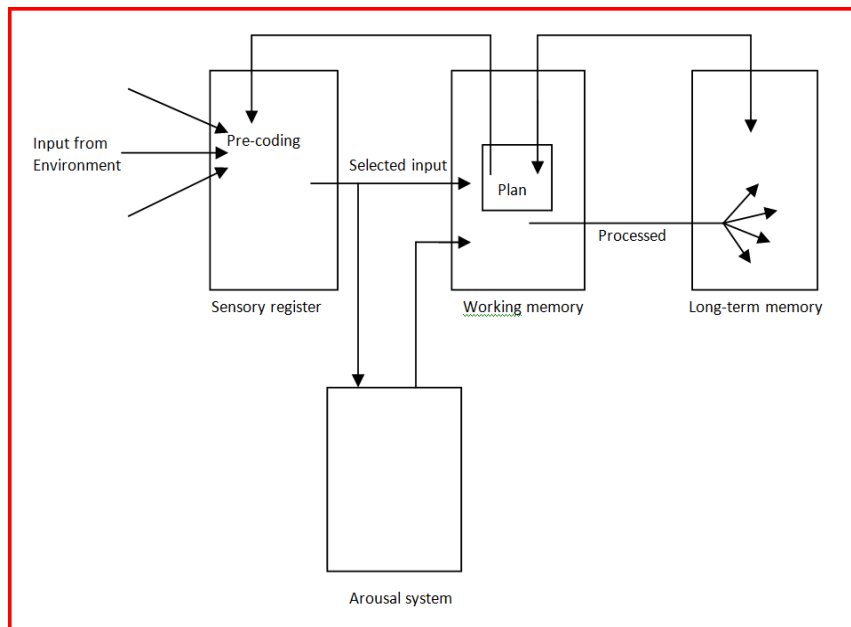 Input from
Environment
Pre-coding
Selected input
Plan
Processed
Sensory register
Working memory
Long-term memory
Arousal system